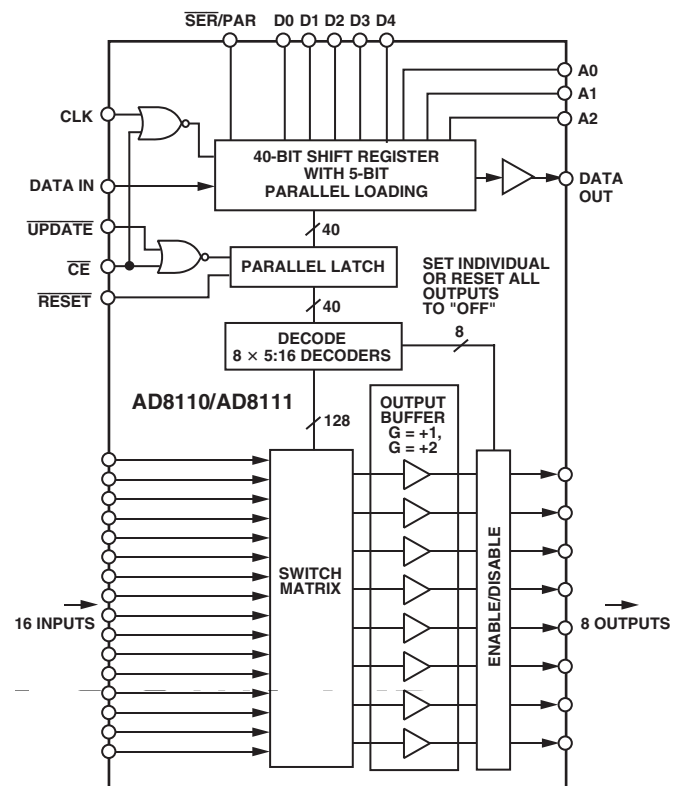 SER/PAR D0 D1 D2 D3 D4
A0
A1
A2
CLK
40-BIT SHIFT REGISTER
WITH 5-BIT
PARALLEL LOADING
DATA IN
DATA
OUT
UPDATE
40
CE
PARALLEL LATCH
RESET
SET INDIVIDUAL
OR RESET ALL
OUTPUTS
TO "OFF"
40
DECODE
8 × 5:16 DECODERS
8
AD8110/AD8111
128
OUTPUT
BUFFER
G = +1,
G = +2
SWITCH
MATRIX
ENABLE/DISABLE
16 INPUTS
8 OUTPUTS